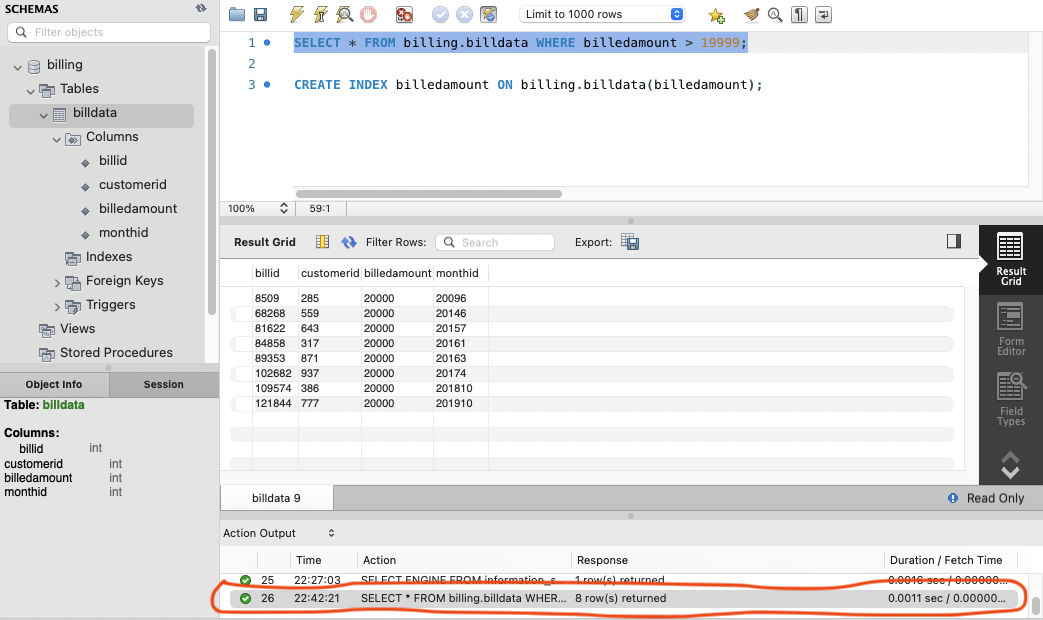 SCHEMAS
Filter objects
billing
Tables
billdata
Columns
billid
customerid
billedamount
monthid
Indexes
Foreign Keys
Triggers
Views
Stored Procedures
Object Info Session
Table: billdata
Columns:
billid int
customerid int
billedamount int
monthid int
Limit to 1000 rows
1 SELECT * FROM billing.billdata WHERE billedamount > 19999;
2
3 CREATE INDEX billedamount ON billing.billdata(billedamount);
100% 59:1
Result Grid Filter Rows: Search Export:
billid customerid billedamount monthid
8509 285 20000 20096
68268 559 20000 20146
81622 643 20000 20157
84858 317 20000 20161
89353 871 20000 20163
102682 937 20000 20174
109574 386 20000 201810
121844 777 20000 201910
Result
Grid
Form
Editor
Field
Types
billdata 9 Read Only
Action Output
Time Action Response Duration / Fetch Time
25 22:27:03 SELECT ENGINE FROM information_s... 1 row(s) returned 0.0016 sec / 0.00000...
26 22:42:21 SELECT * FROM billing.billdata WHER... 8 row(s) returned 0.0011 sec / 0.00000...